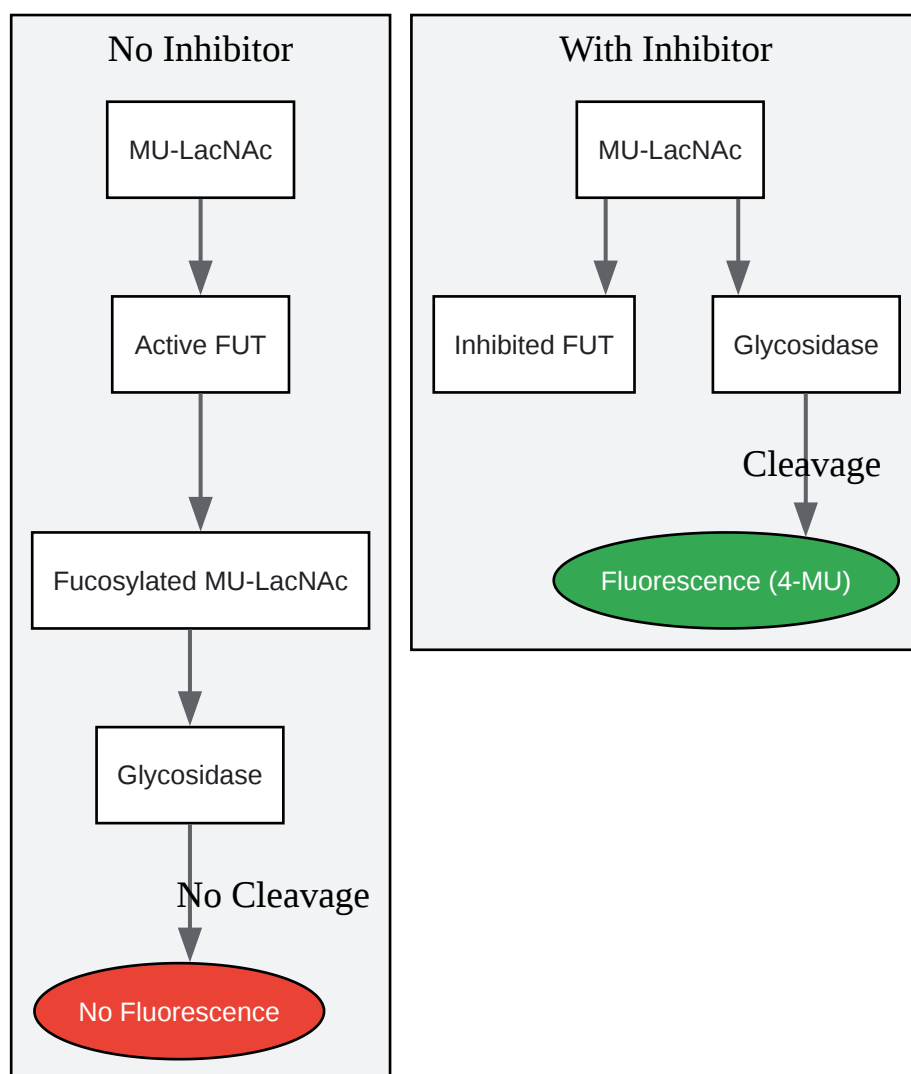 No Inhibitor
MU-LacNAc
Active FUT
Fucosylated MU-LacNAc
Glycosidase
No Cleavage
No Fluorescence
With Inhibitor
MU-LacNAc
Inhibited FUT
Glycosidase
Cleavage
Fluorescence (4-MU)